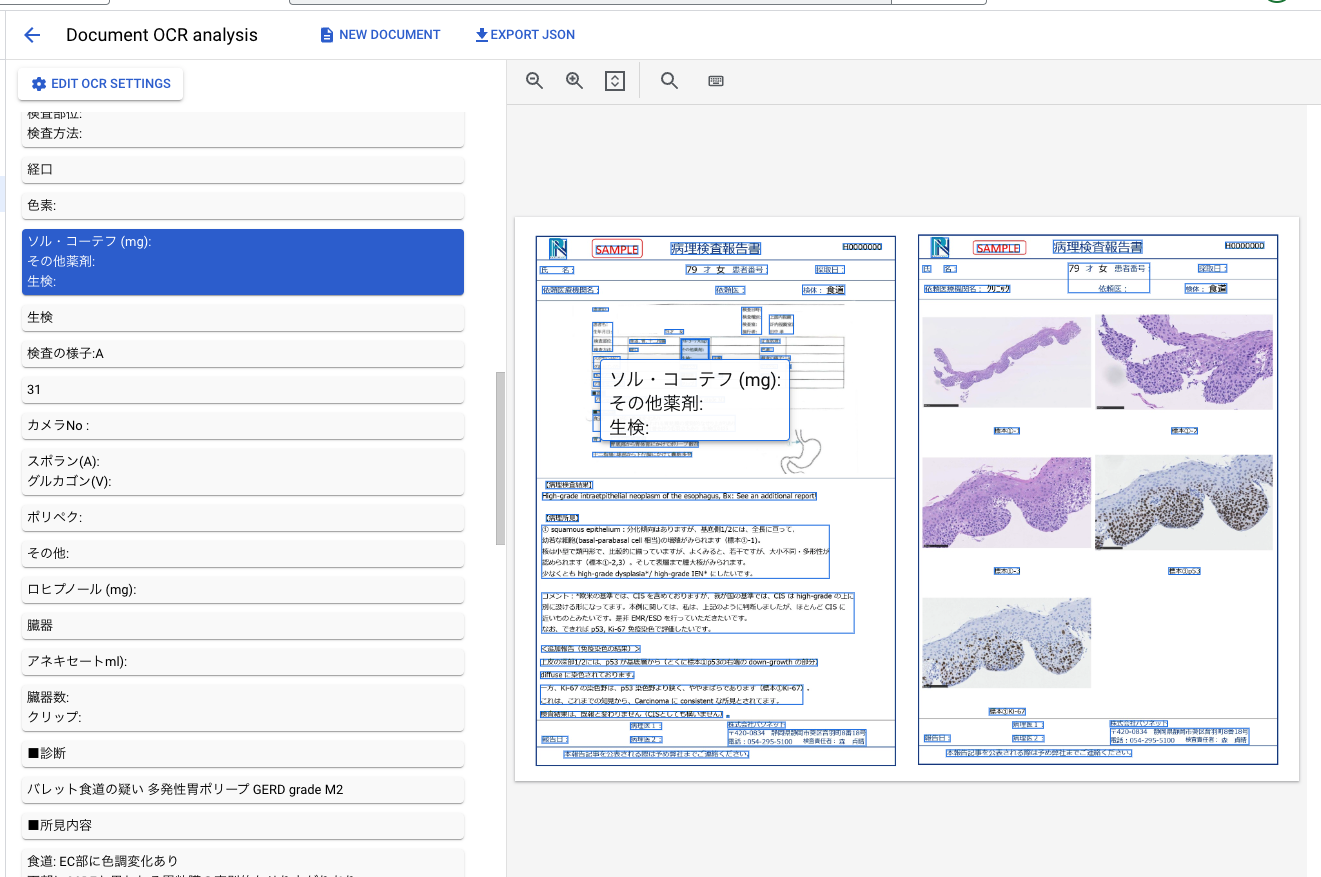 Document OCR analysis
NEW DOCUMENT
EXPORT JSON
EDIT OCR SETTINGS
検査部位:
検査方法:
経口
色素:
ソル・コーテフ (mg):
その他薬剤:
生検:
生検
検査の様子:A
31
カメラNo :
スポラン(A):
グルカゴン(V):
ポリペク:
その他:
ロヒプノール (mg):
臓器
アネキセートml):
臓器数:
クリップ:
■診断
バレット食道の疑い 多発性胃ポリープ GERD grade M2
■所見内容
食道: EC部に色調変化あり
SAMPLE
病理検査報告書
H0000000
氏 名:
79 才 女 患者番号:
採取日:
依頼医療機関名:
依頼医:
検体: 食道
ソル・コーテフ (mg):
その他薬剤:
生検:
【病理検査結果】
High-grade intraetpithelial neoplasm of the esophagus, Bx: See an additional report!
【病理所見】
① squamous epithelium:分化傾向はありますが、基底側1/2には、全長に亘って、
幼若な細胞(basal-parabasal cell 相当)の増殖がみられます(標本①-1)。
核は小型で類円形で、比較的に揃っていますが、よくみると、若干ですが、大小不同・多形性が
認められます(標本①-2,3)。そして表層まで腫大核がみられます。
少なくとも high-grade dysplasia*/ high-grade IEN* にしたいです。
コメント:*欧米の基準では、CIS を含めておりますが、我が国の基準では、CIS は high-grade の上に
別に設ける形になってます。本例に関しては、私は、上記のように判断しましたが、ほとんど CIS に
近いものとみたいです。是非 EMR/ESD を行っていただきたいです。
なお、できれば p53, Ki-67 免疫染色で評価したいです。
<追加報告(免疫染色の結果)>
上皮の深部1/2には、p53 が基底層から(とくに標本①p53の右端の down-growth の部分)
diffuse に染色されております。
一方、Ki-67 の染色野は、p53 染色野より狭く、ややまばらであります(標本①Ki-67)。
これは、これまでの知見から、Carcinoma に consistent な所見とされてます。
検査結果は、既報と変わりません(CISとしても構いません)。
報告日:
病理医1:
病理医2:
株式会社パソネット
〒420-0834 静岡県静岡市葵区音羽町8番18号
電話:054-295-5100 検査責任者:森 貞晴
本報告記事を公表される際は予め弊社までご連絡ください
SAMPLE
病理検査報告書
H0000000
氏 名:
79 才 女 患者番号
採取日:
依頼医療機関名: クリニック
依頼医:
検体: 食道
標本①-1
標本①-2
標本①-3
標本①p53
標本①Ki-67
報告日:
病理医1:
病理医2:
株式会社パソネット
〒420-0834 静岡県静岡市葵区音羽町8番18号
電話:054-295-5100 検査責任者:森 貞晴
本報告記事を公表される際は予め弊社までご連絡ください